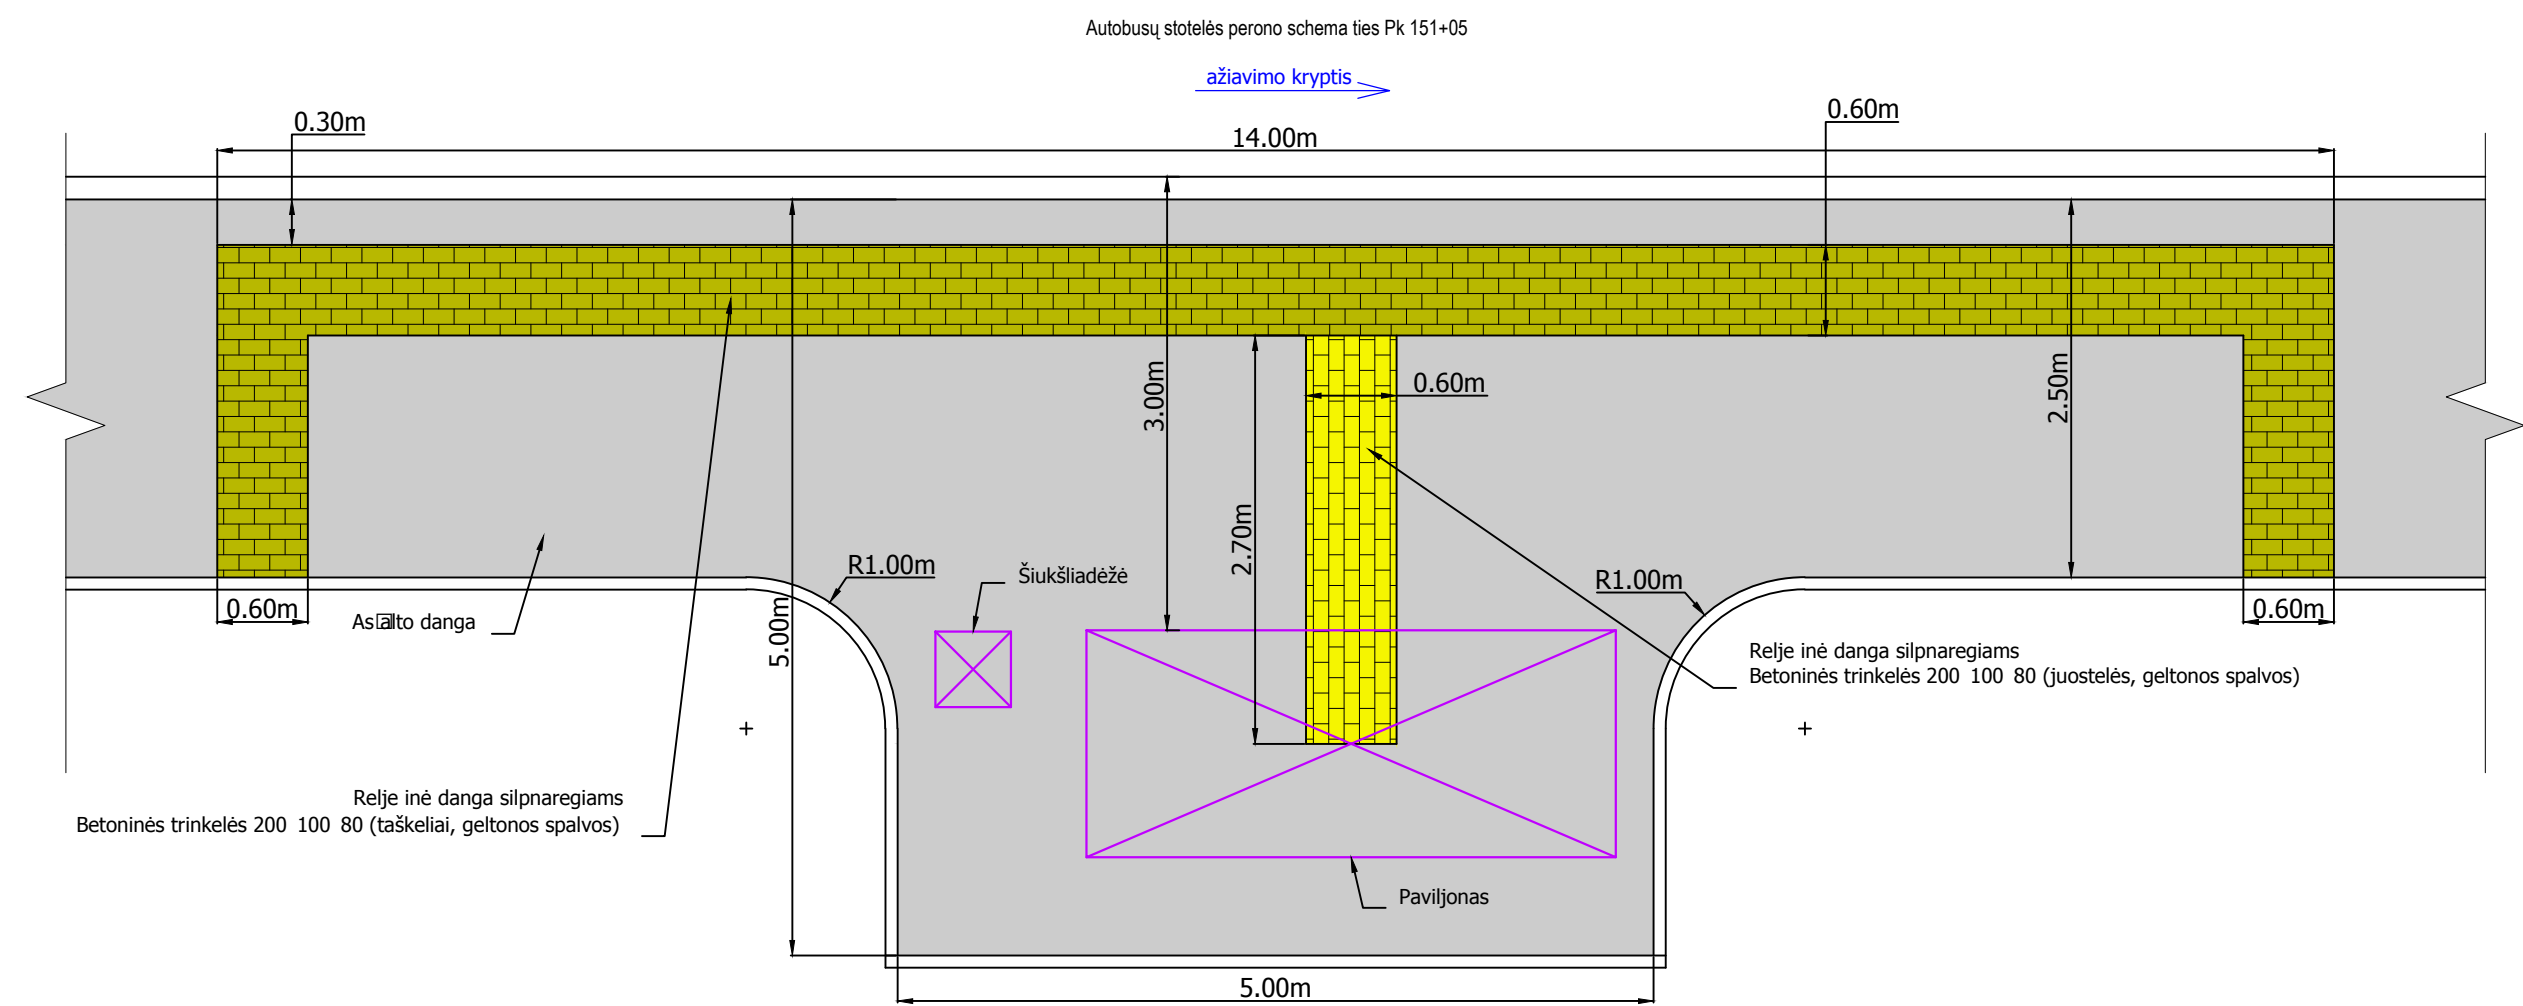 Autobusų stotelės perono schema ties Pk 151+05
ažiavimo kryptis
0.30m
14.00m
0.60m
3.00m
2.50m
0.60m
2.70m
R1.00m
Šiukšliadėžė
R1.00m
0.60m
As□alto danga
5.00m
0.60m
Relje inė danga silpnaregiams
Betoninės trinkelės 200 100 80 (juostelės, geltonos spalvos)
Relje inė danga silpnaregiams
Betoninės trinkelės 200 100 80 (taškeliai, geltonos spalvos)
Paviljonas
5.00m